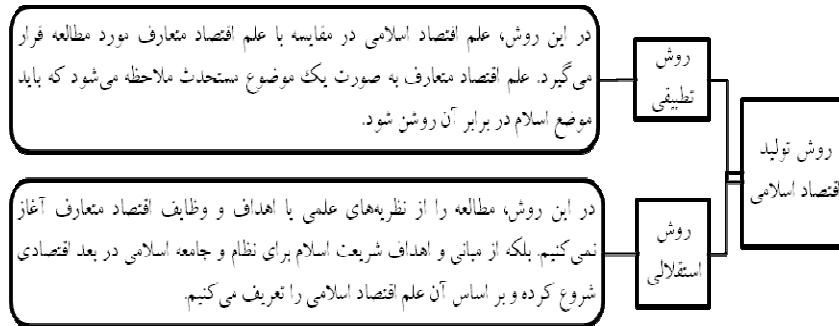 روش تولید
اقتصاد اسلامی
روش
تطبیقی
در این روش، علم اقتصاد اسلامی در مقایسه با علم اقتصاد متعارف مورد مطالعه قرار
می‌گیرد. علم اقتصاد متعارف به صورت یک موضوع مستحدث ملاحظه می‌شود که باید
موضع اسلام در برابر آن روشن شود.
روش
استقلالی
در این روش، مطالعه را از نظریه‌های علمی یا اهداف و وظایف اقتصاد متعارف آغاز
نمی‌کنیم. بلکه از مبانی و اهداف شریعت اسلام برای نظام و جامعه اسلامی در بعد اقتصادی
شروع کرده و بر اساس آن علم اقتصاد اسلامی را تعریف می‌کنیم.